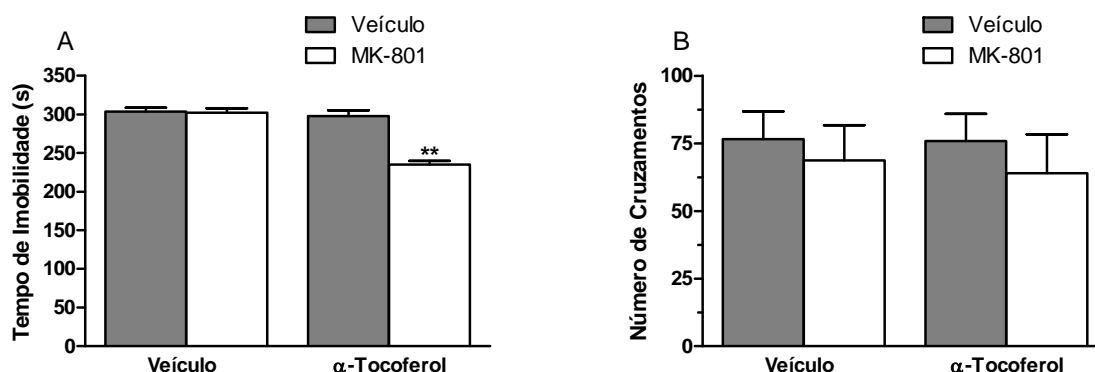 A
Veículo
MK-801
Tempo de Imobilidade (s)
350
300
250
200
150
100
50
0
**
Veículo
α-Tocoferol
B
Veículo
MK-801
Número de Cruzamentos
100
75
50
25
0
Veículo
α-Tocoferol